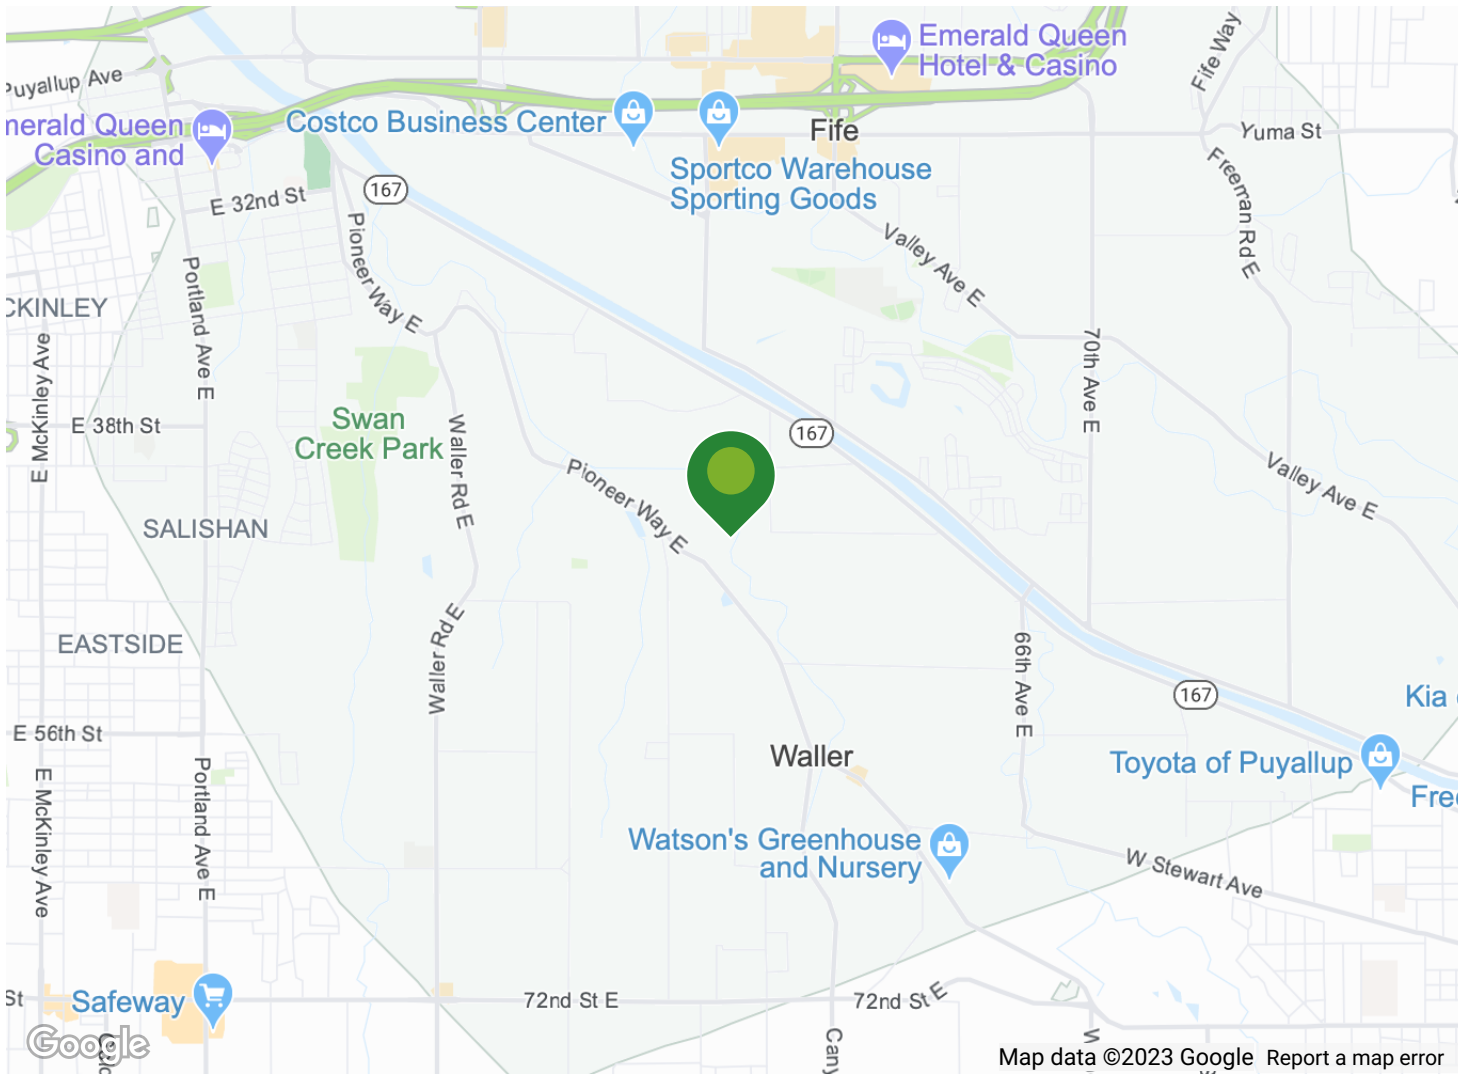 Emerald Queen
Hotel & Casino
Fife Way
Puyallup Ave
Costco Business Center
merald Queen
Casino and
Fife
Yuma St
Sportco Warehouse
Sporting Goods
167
E 32nd St
Freeman Rd E
Pioneer Way E
Valley Ave E
Portland Ave E
CKINLEY
E McKinley Ave
70th Ave E
Swan
Creek Park
E 38th St
Waller Rd E
167
Pioneer Way E
Valley Ave E
SALISHAN
Waller Rd E
EASTSIDE
66th Ave E
167
Kia
E 56th St
Waller
Toyota of Puyallup
Free
E McKinley Ave
Portland Ave E
Watson's Greenhouse
and Nursery
W Stewart Ave
St
Safeway
72nd St E
72nd St E
Cany
W
Google
Map data ©2023 Google
Report a map error